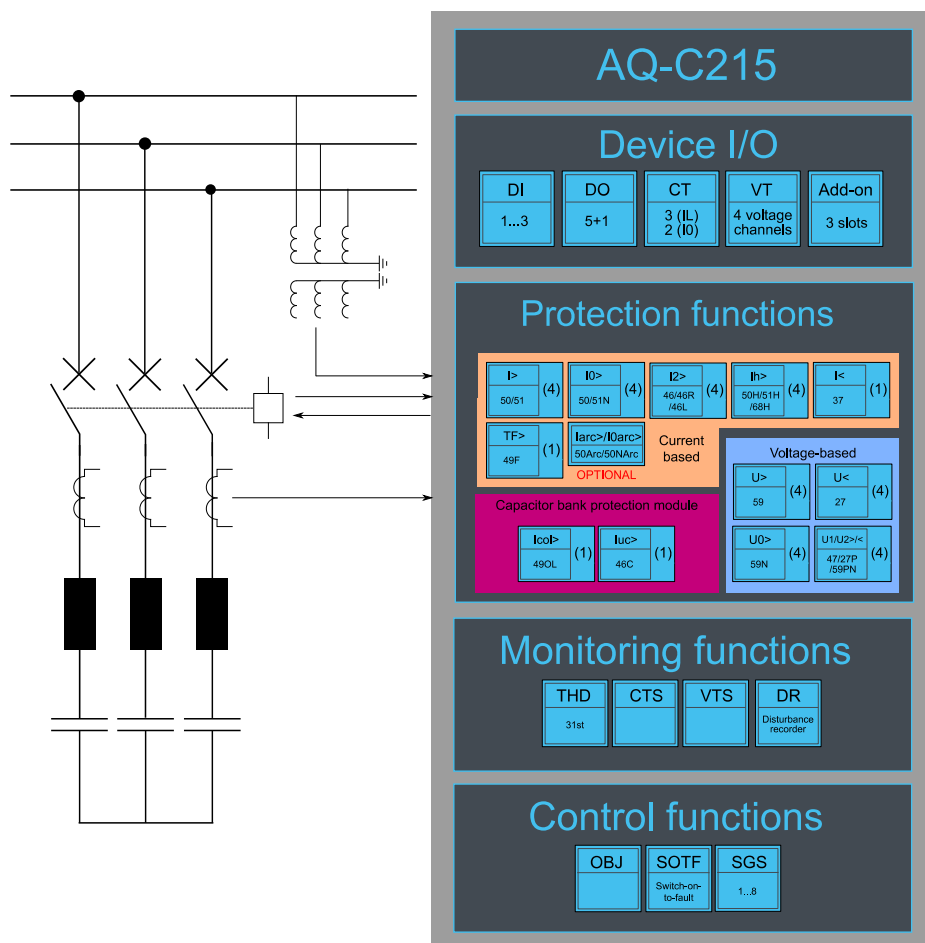 AQ-C215
Device I/O
DI
1...3
DO
5+1
CT
3 (IL)
2 (I0)
VT
4 voltage
channels
Add-on
3 slots
Protection functions
I>
50/51
(4)
I0>
50/51N
(4)
I2>
46/46R
/46L
(4)
Ih>
50H/51H
/68H
(4)
I<
37
(1)
TF>
49F
(1)
Iarc>/I0arc>
50Arc/50NArc
OPTIONAL
Current
based
Voltage-based
U>
59
(4)
U<
27
(4)
U0>
59N
(4)
U1/U2>/<
47/27P
/59PN
(4)
Capacitor bank protection module
Icol>
49OL
(1)
Iuc>
46C
(1)
Monitoring functions
THD
31st
CTS
VTS
DR
Disturbance
recorder
Control functions
OBJ
SOTF
Switch-on-
to-fault
SGS
1...8